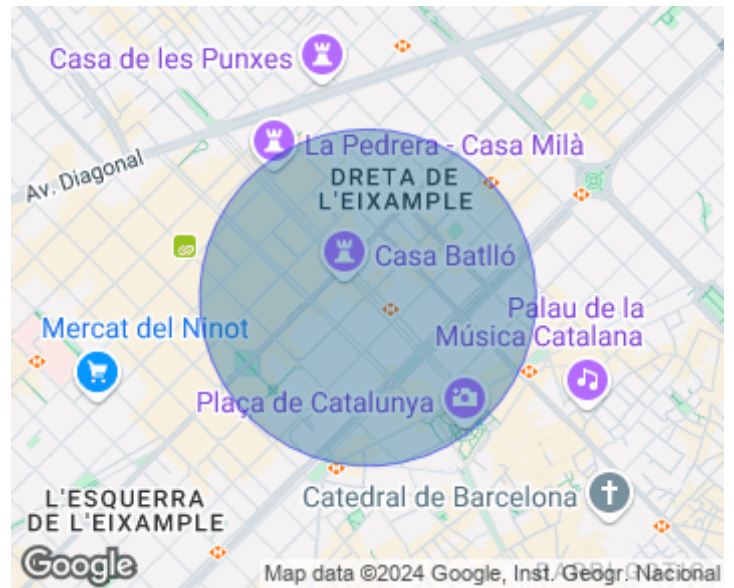 Casa de les Punxes
La Pedrera - Casa Milà
Av. Diagonal
DRETA DE
L'EIXAMPLE
Casa Batlló
Mercat del Ninot
Palau de la
Música Catalana
Plaça de Catalunya
L'ESQUERRA
DE L'EIXAMPLE
Catedral de Barcelona
Google
Map data ©2024 Google, Inst. Geogr. Nacional